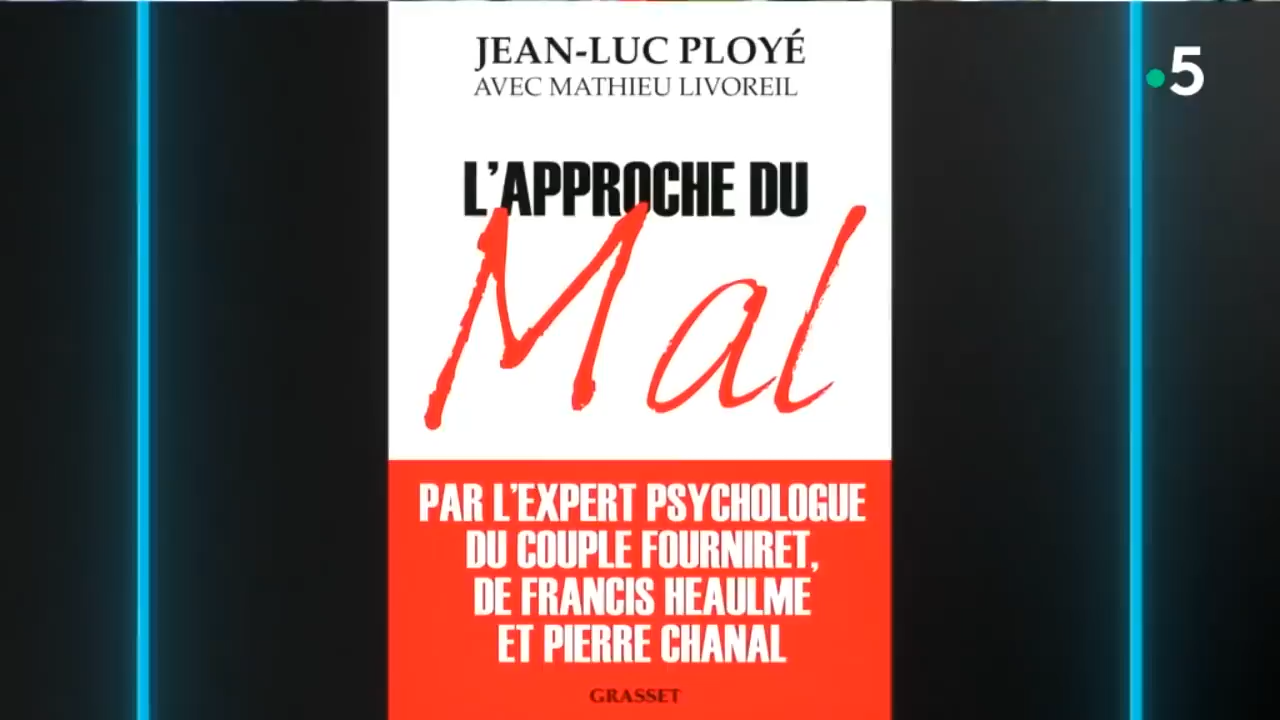 JEAN-LUC PLOYÉ
AVEC MATHIEU LIVOREIL
5
L'APPROCHE DU
Mal
PAR L'EXPERT PSYCHOLOGUE
DU COUPLE FOURNIRET,
DE FRANCIS HEAULME
ET PIERRE CHANAL
GRASSET